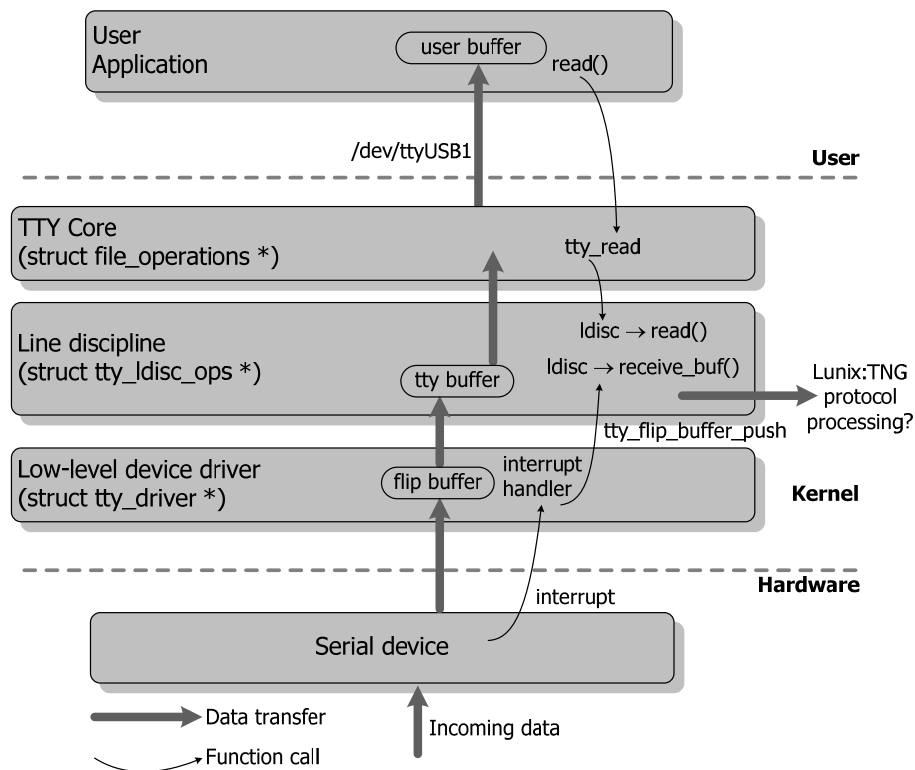 User
Application
user buffer
read()
/dev/ttyUSB1
User
TTY Core
(struct file_operations *)
tty_read
Line discipline
(struct tty_ldisc_ops *)
ldisc → read()
ldisc → receive_buf()
tty buffer
Lunix:TNG
protocol
processing?
tty_flip_buffer_push
Low-level device driver
(struct tty_driver *)
flip buffer
interrupt
handler
Kernel
Hardware
interrupt
Serial device
Data transfer
Incoming data
Function call